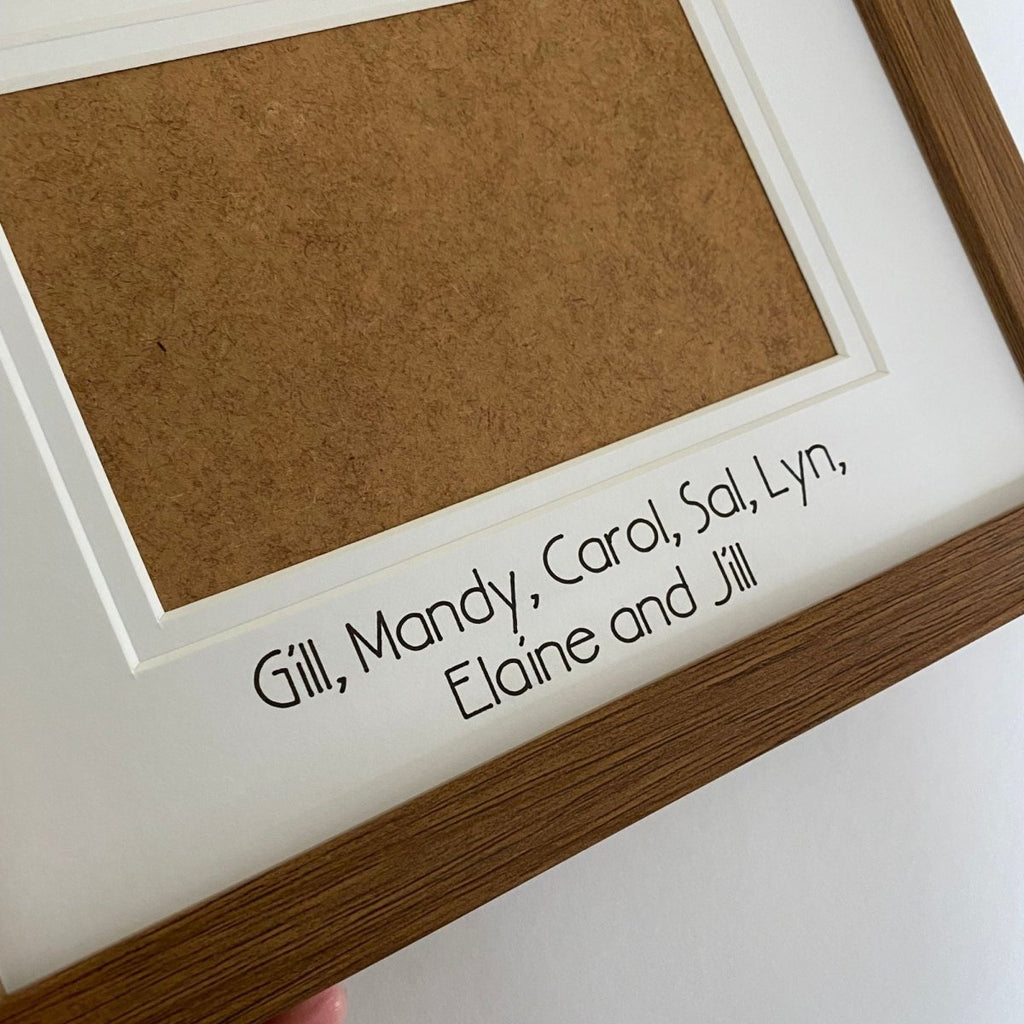 Gill, Mandy, Carol, Sal, Lyn,
Elaine and Jill